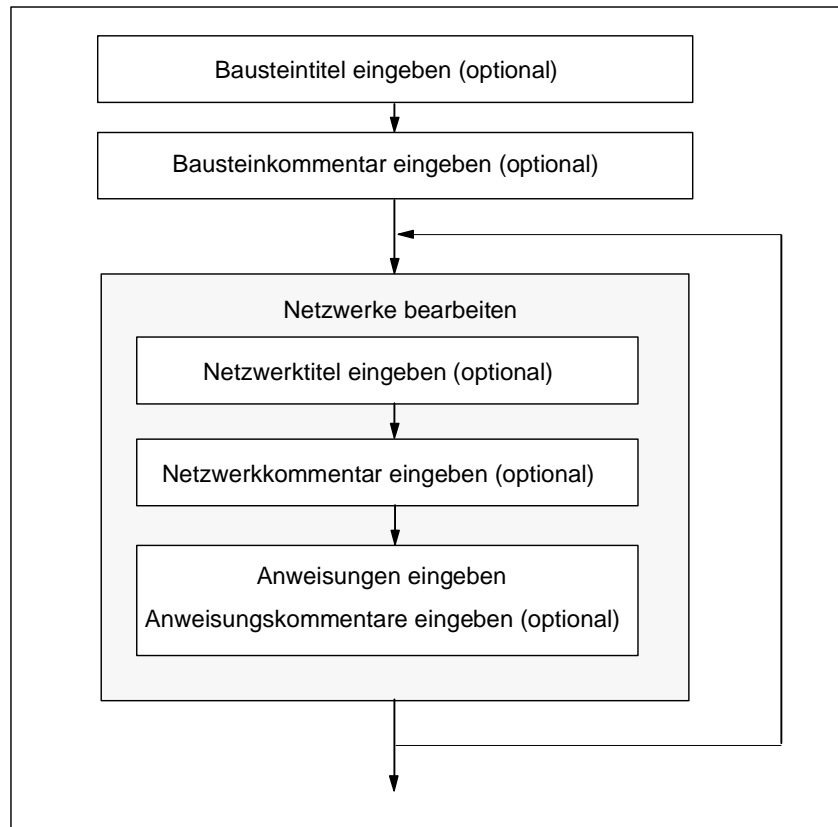 Bausteintitel eingeben (optional)
Bausteinkommentar eingeben (optional)
Netzwerke bearbeiten
Netzwerktitel eingeben (optional)
Netzwerkkommentar eingeben (optional)
Anweisungen eingeben
Anweisungskommentare eingeben (optional)